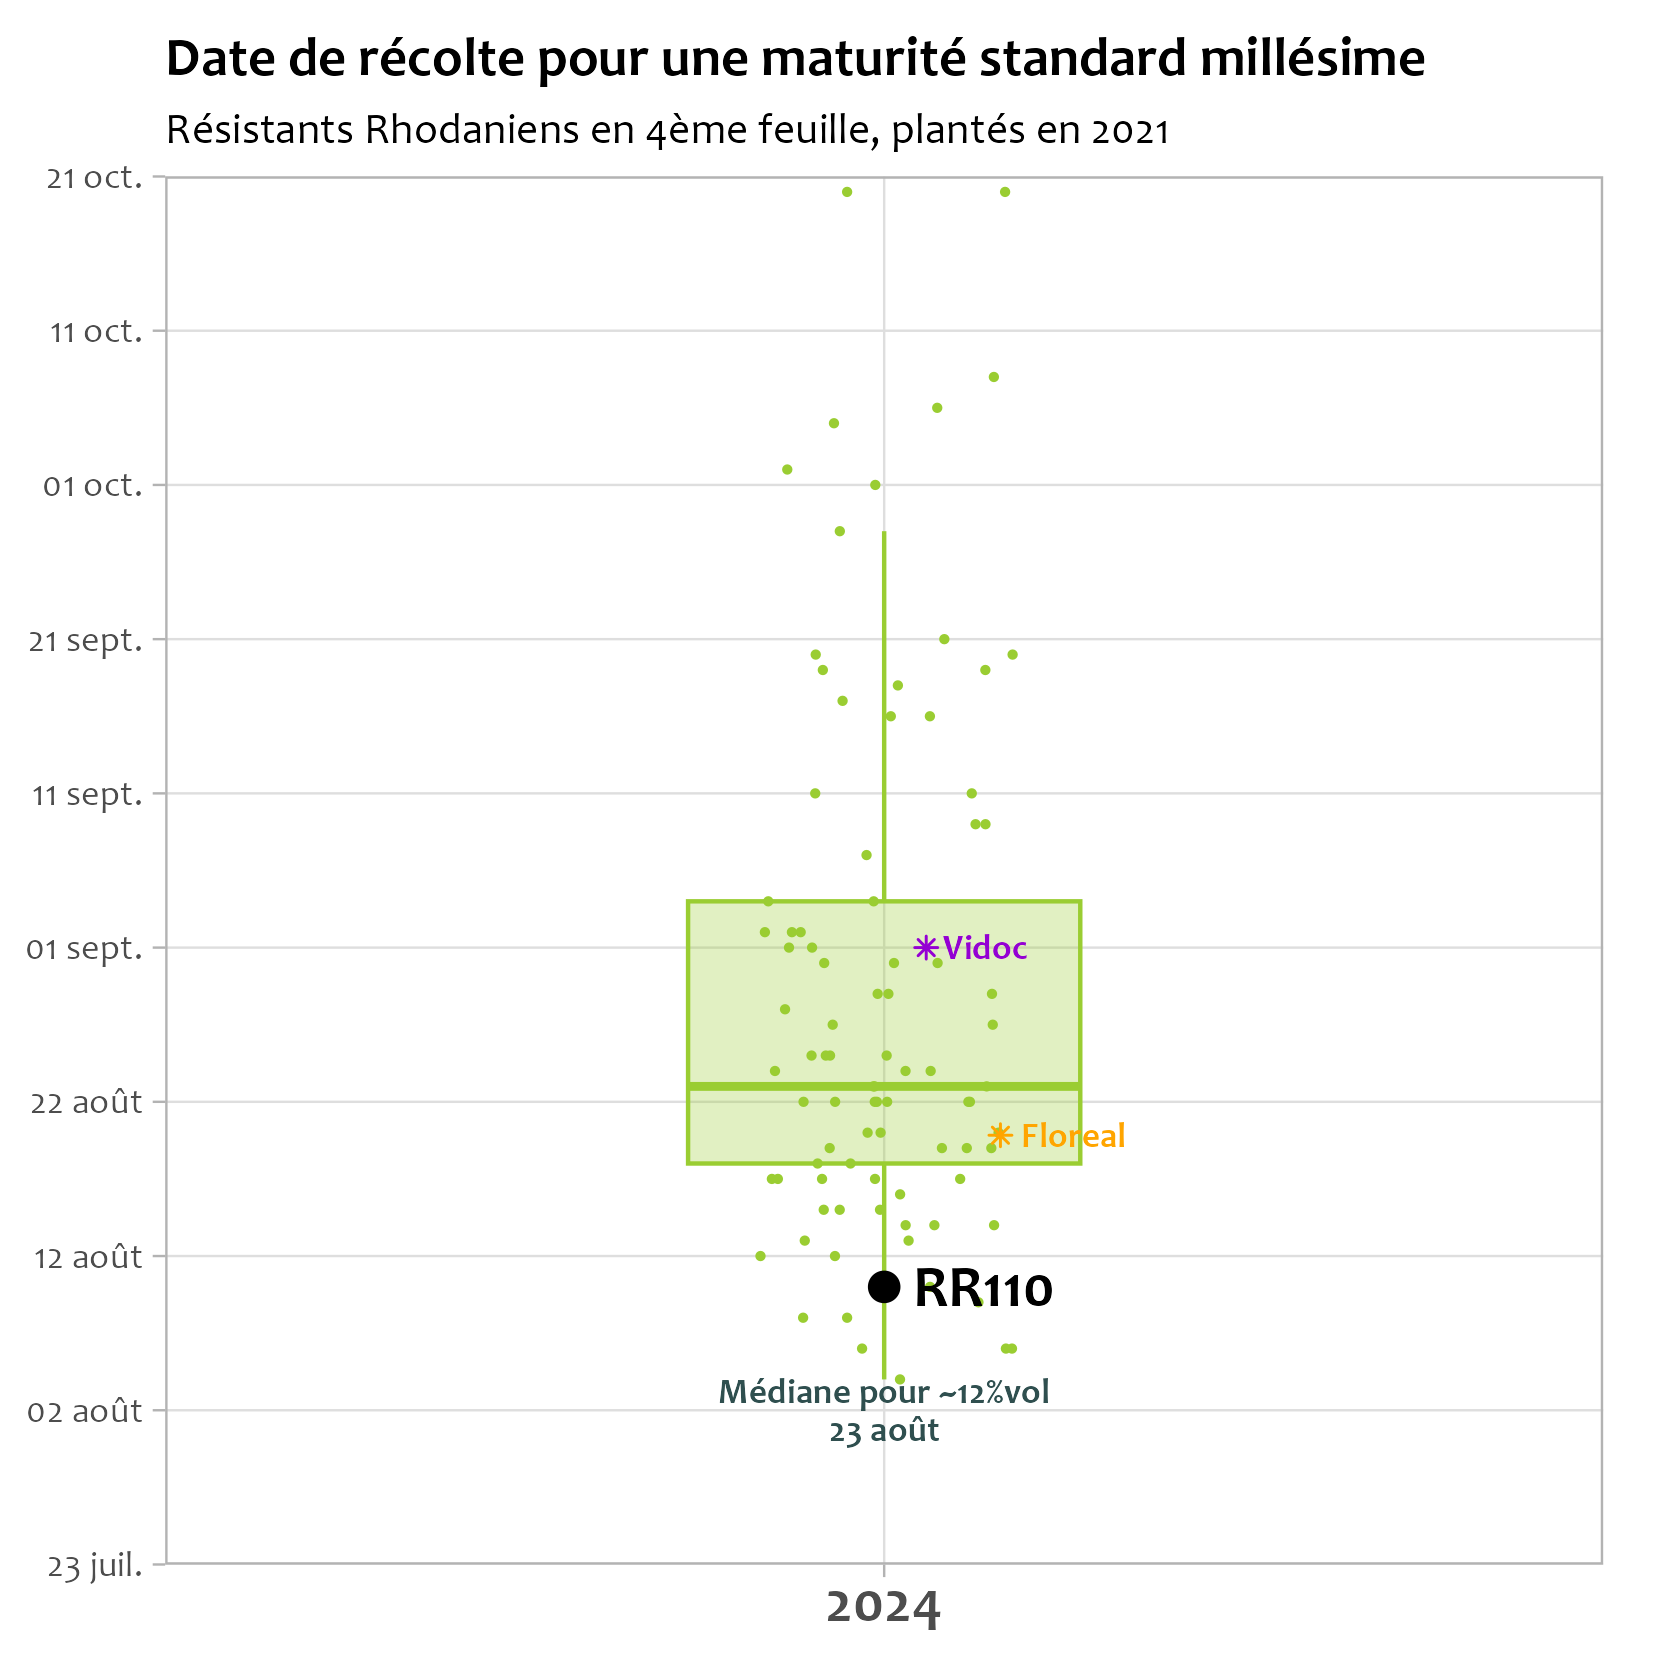 Date de récolte pour une maturité standard millésime
Résistants Rhodaniens en 4ème feuille, plantés en 2021
21 oct.
11 oct.
01 oct.
21 sept.
11 sept.
01 sept.
Vidoc
22 août
Floreal
12 août
RR110
Médiane pour ~12%vol
02 août
23 août
23 juil.
2024